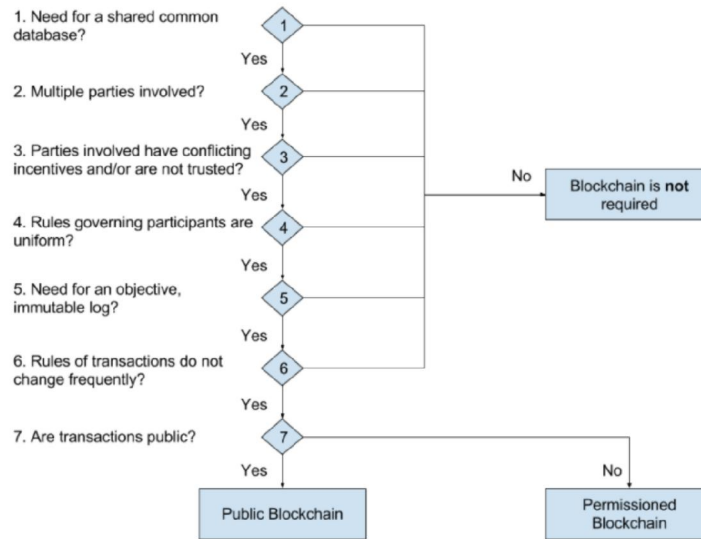 1. Need for a shared common
database?
1
Yes
2. Multiple parties involved?
2
Yes
3. Parties involved have conflicting
incentives and/or are not trusted?
3
No
Blockchain is not
required
Yes
4. Rules governing participants are
uniform?
4
Yes
5. Need for an objective,
immutable log?
5
Yes
6. Rules of transactions do not
change frequently?
6
Yes
7. Are transactions public?
7
Yes
No
Public Blockchain
Permissioned
Blockchain